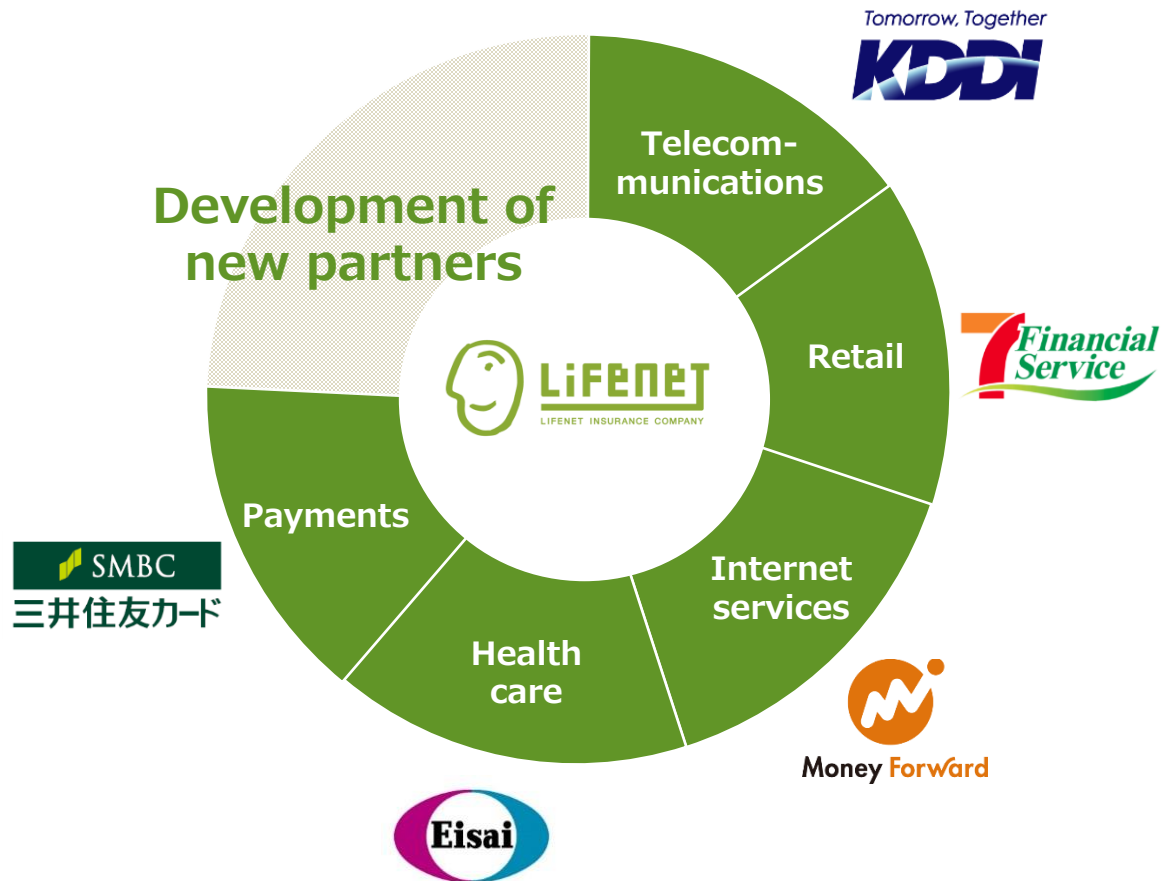 Tomorrow, Together
KDDI
Telecom-
munications
Development of
new partners
Retail
7 Financial
Service
LIFENET
LIFENET INSURANCE COMPANY
Payments
SMBC
三井住友カード
Internet
services
Health
care
Money Forward
Eisai